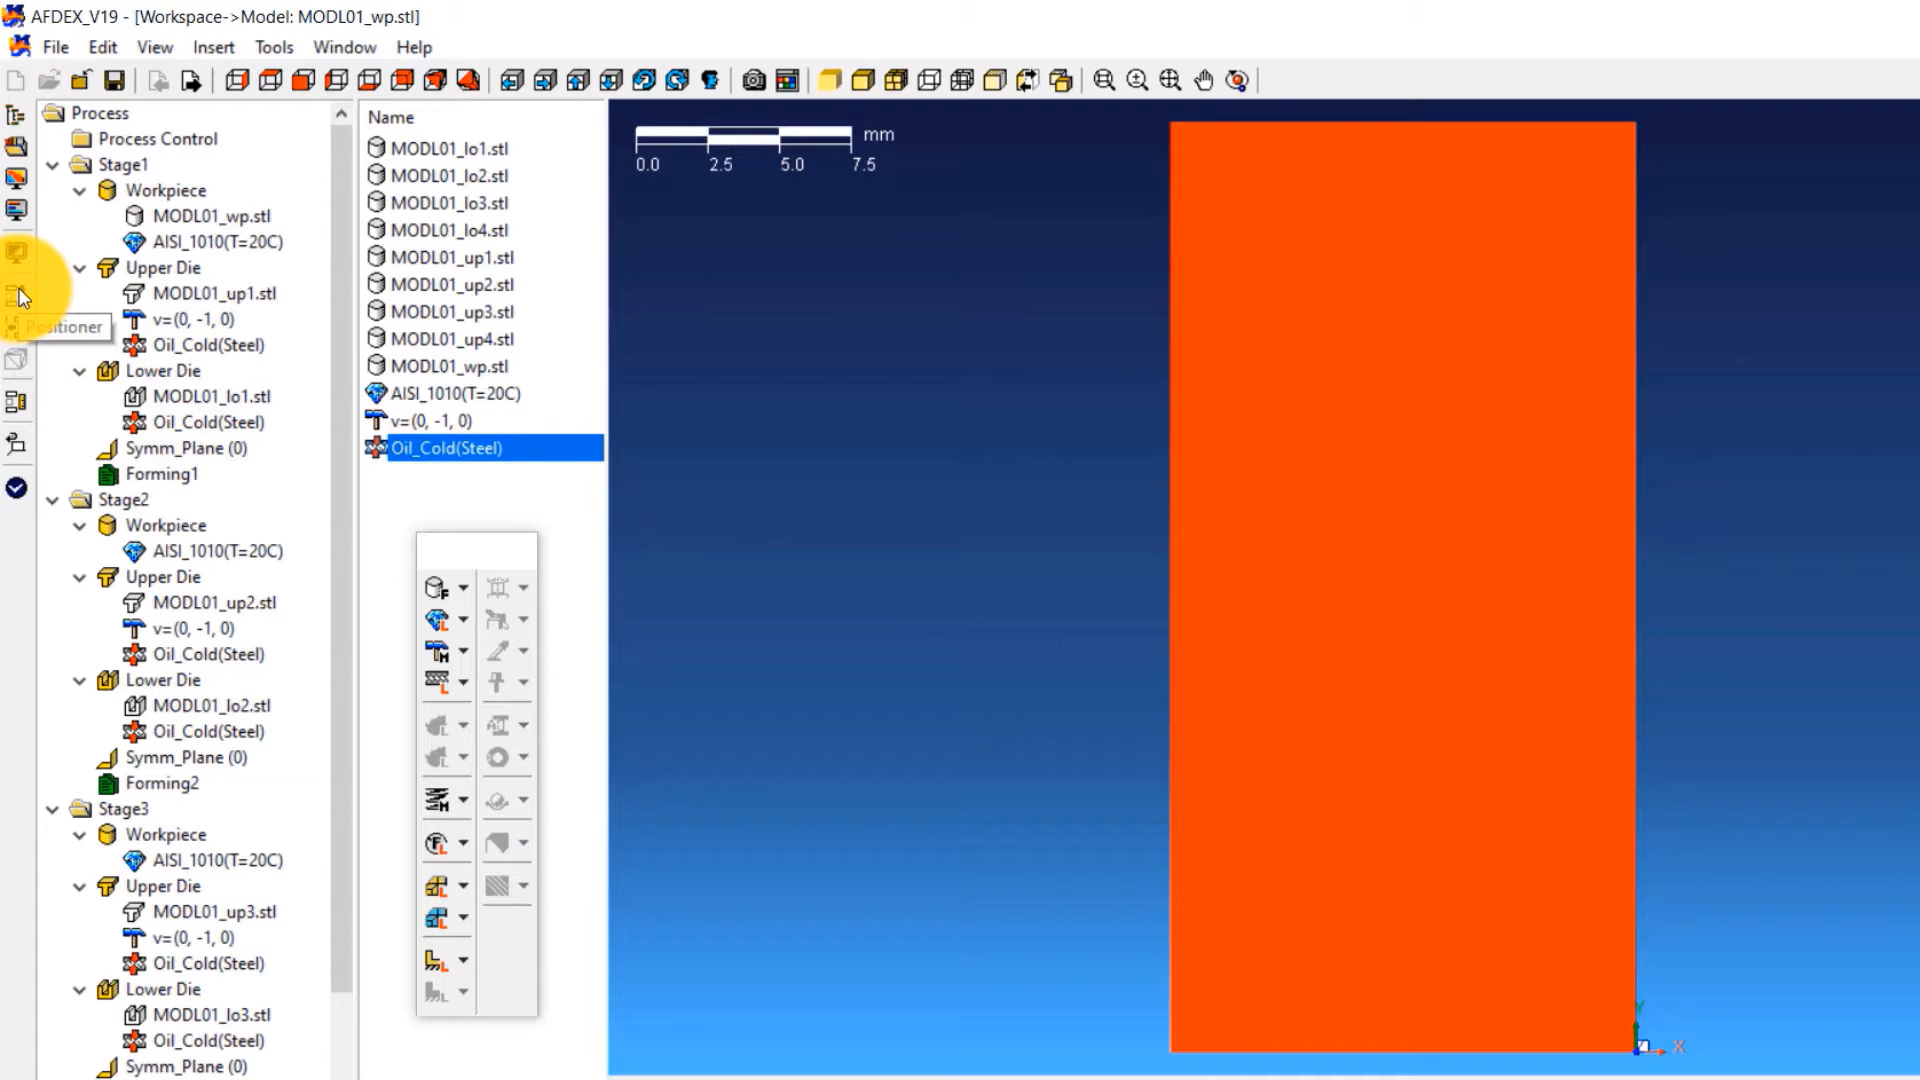 AFDEX_V19 - [Workspace->Model: MODL01_wp.stl]
File Edit View Insert Tools Window Help
Process
Process Control
Stage1
Workpiece
MODL01_wp.stl
AISI_1010(T=20C)
Upper Die
MODL01_up1.stl
Positioner
v=(0, -1, 0)
Oil_Cold(Steel)
Lower Die
MODL01_lo1.stl
Oil_Cold(Steel)
Symm_Plane (0)
Forming1
Stage2
Workpiece
AISI_1010(T=20C)
Upper Die
MODL01_up2.stl
v=(0, -1, 0)
Oil_Cold(Steel)
Lower Die
MODL01_lo2.stl
Oil_Cold(Steel)
Symm_Plane (0)
Forming2
Stage3
Workpiece
AISI_1010(T=20C)
Upper Die
MODL01_up3.stl
v=(0, -1, 0)
Oil_Cold(Steel)
Lower Die
MODL01_lo3.stl
Oil_Cold(Steel)
Symm_Plane (0)
Name
MODL01_lo1.stl
MODL01_lo2.stl
MODL01_lo3.stl
MODL01_lo4.stl
MODL01_up1.stl
MODL01_up2.stl
MODL01_up3.stl
MODL01_up4.stl
MODL01_wp.stl
AISI_1010(T=20C)
v=(0, -1, 0)
Oil_Cold(Steel)
mm
0.0 2.5 5.0 7.5
Y
X